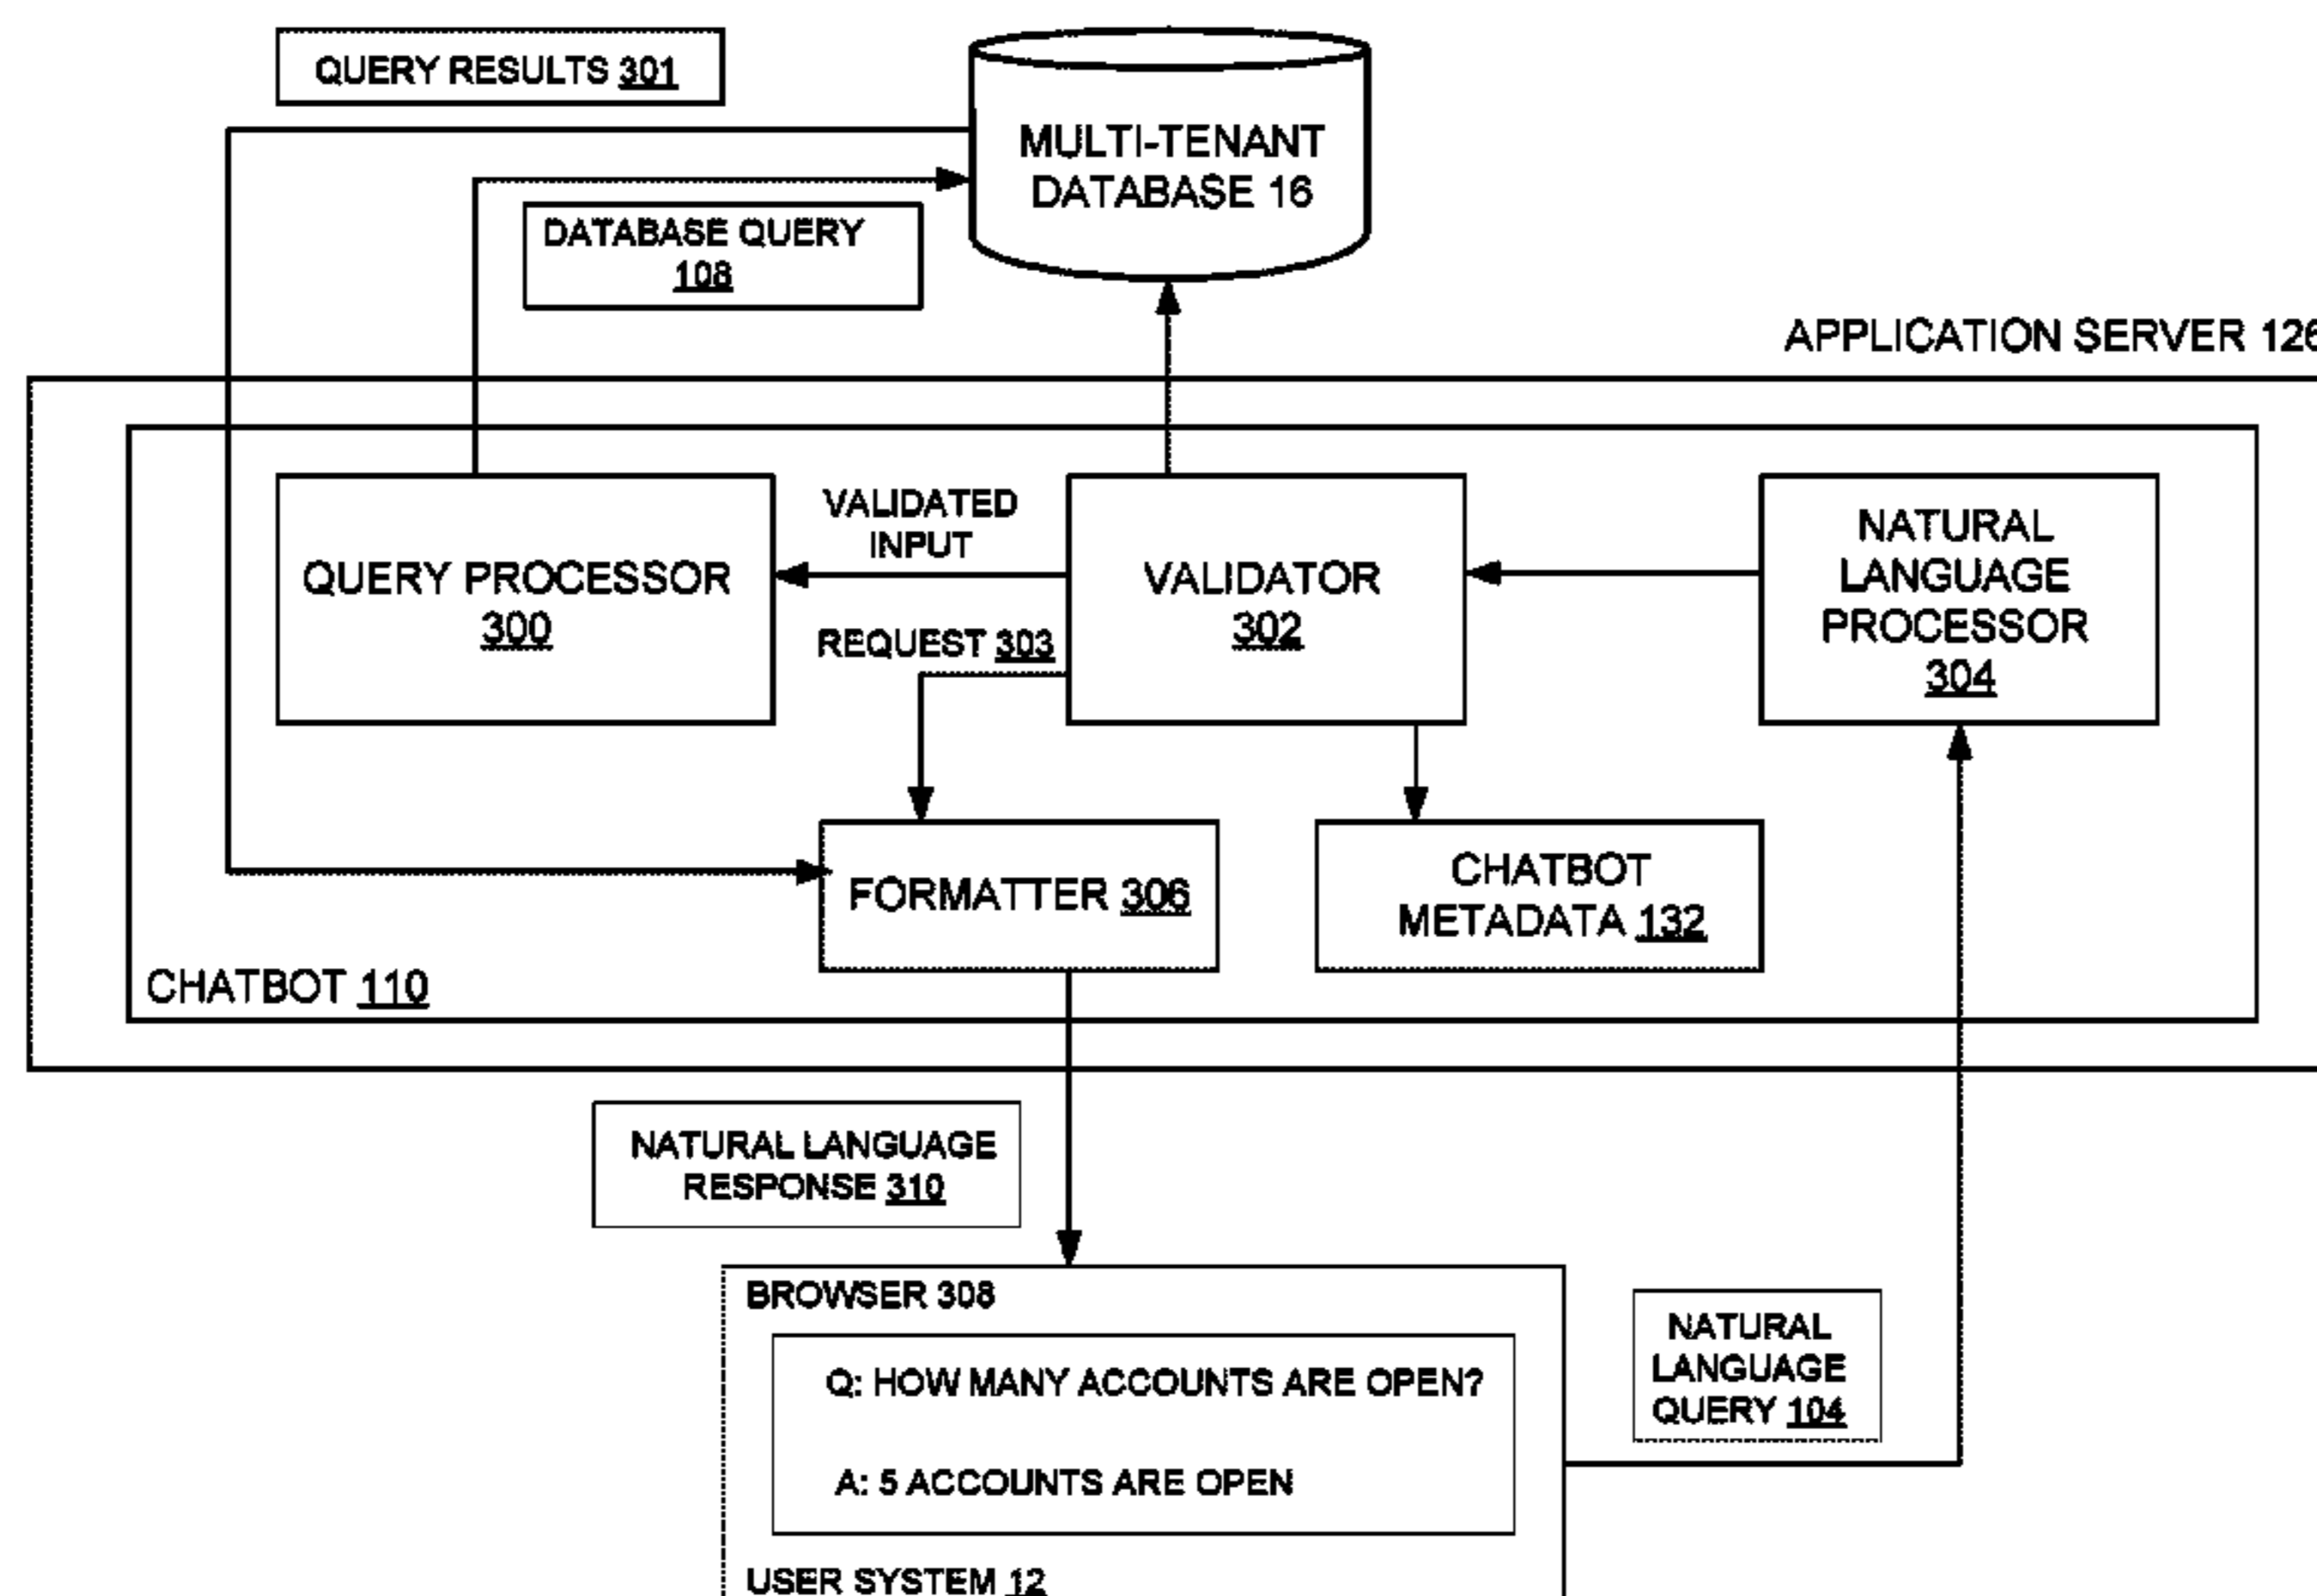 QUERY RESULTS 301
MULTI-TENANT
DATABASE 16
DATABASE QUERY
108
APPLICATION SERVER 126
VALIDATED
INPUT
QUERY PROCESSOR
300
VALIDATOR
302
NATURAL
LANGUAGE
PROCESSOR
304
REQUEST 303
FORMATTER 306
CHATBOT
METADATA 132
CHATBOT 110
NATURAL LANGUAGE
RESPONSE 310
BROWSER 308
Q: HOW MANY ACCOUNTS ARE OPEN?
A: 5 ACCOUNTS ARE OPEN
NATURAL
LANGUAGE
QUERY 104
USER SYSTEM 12